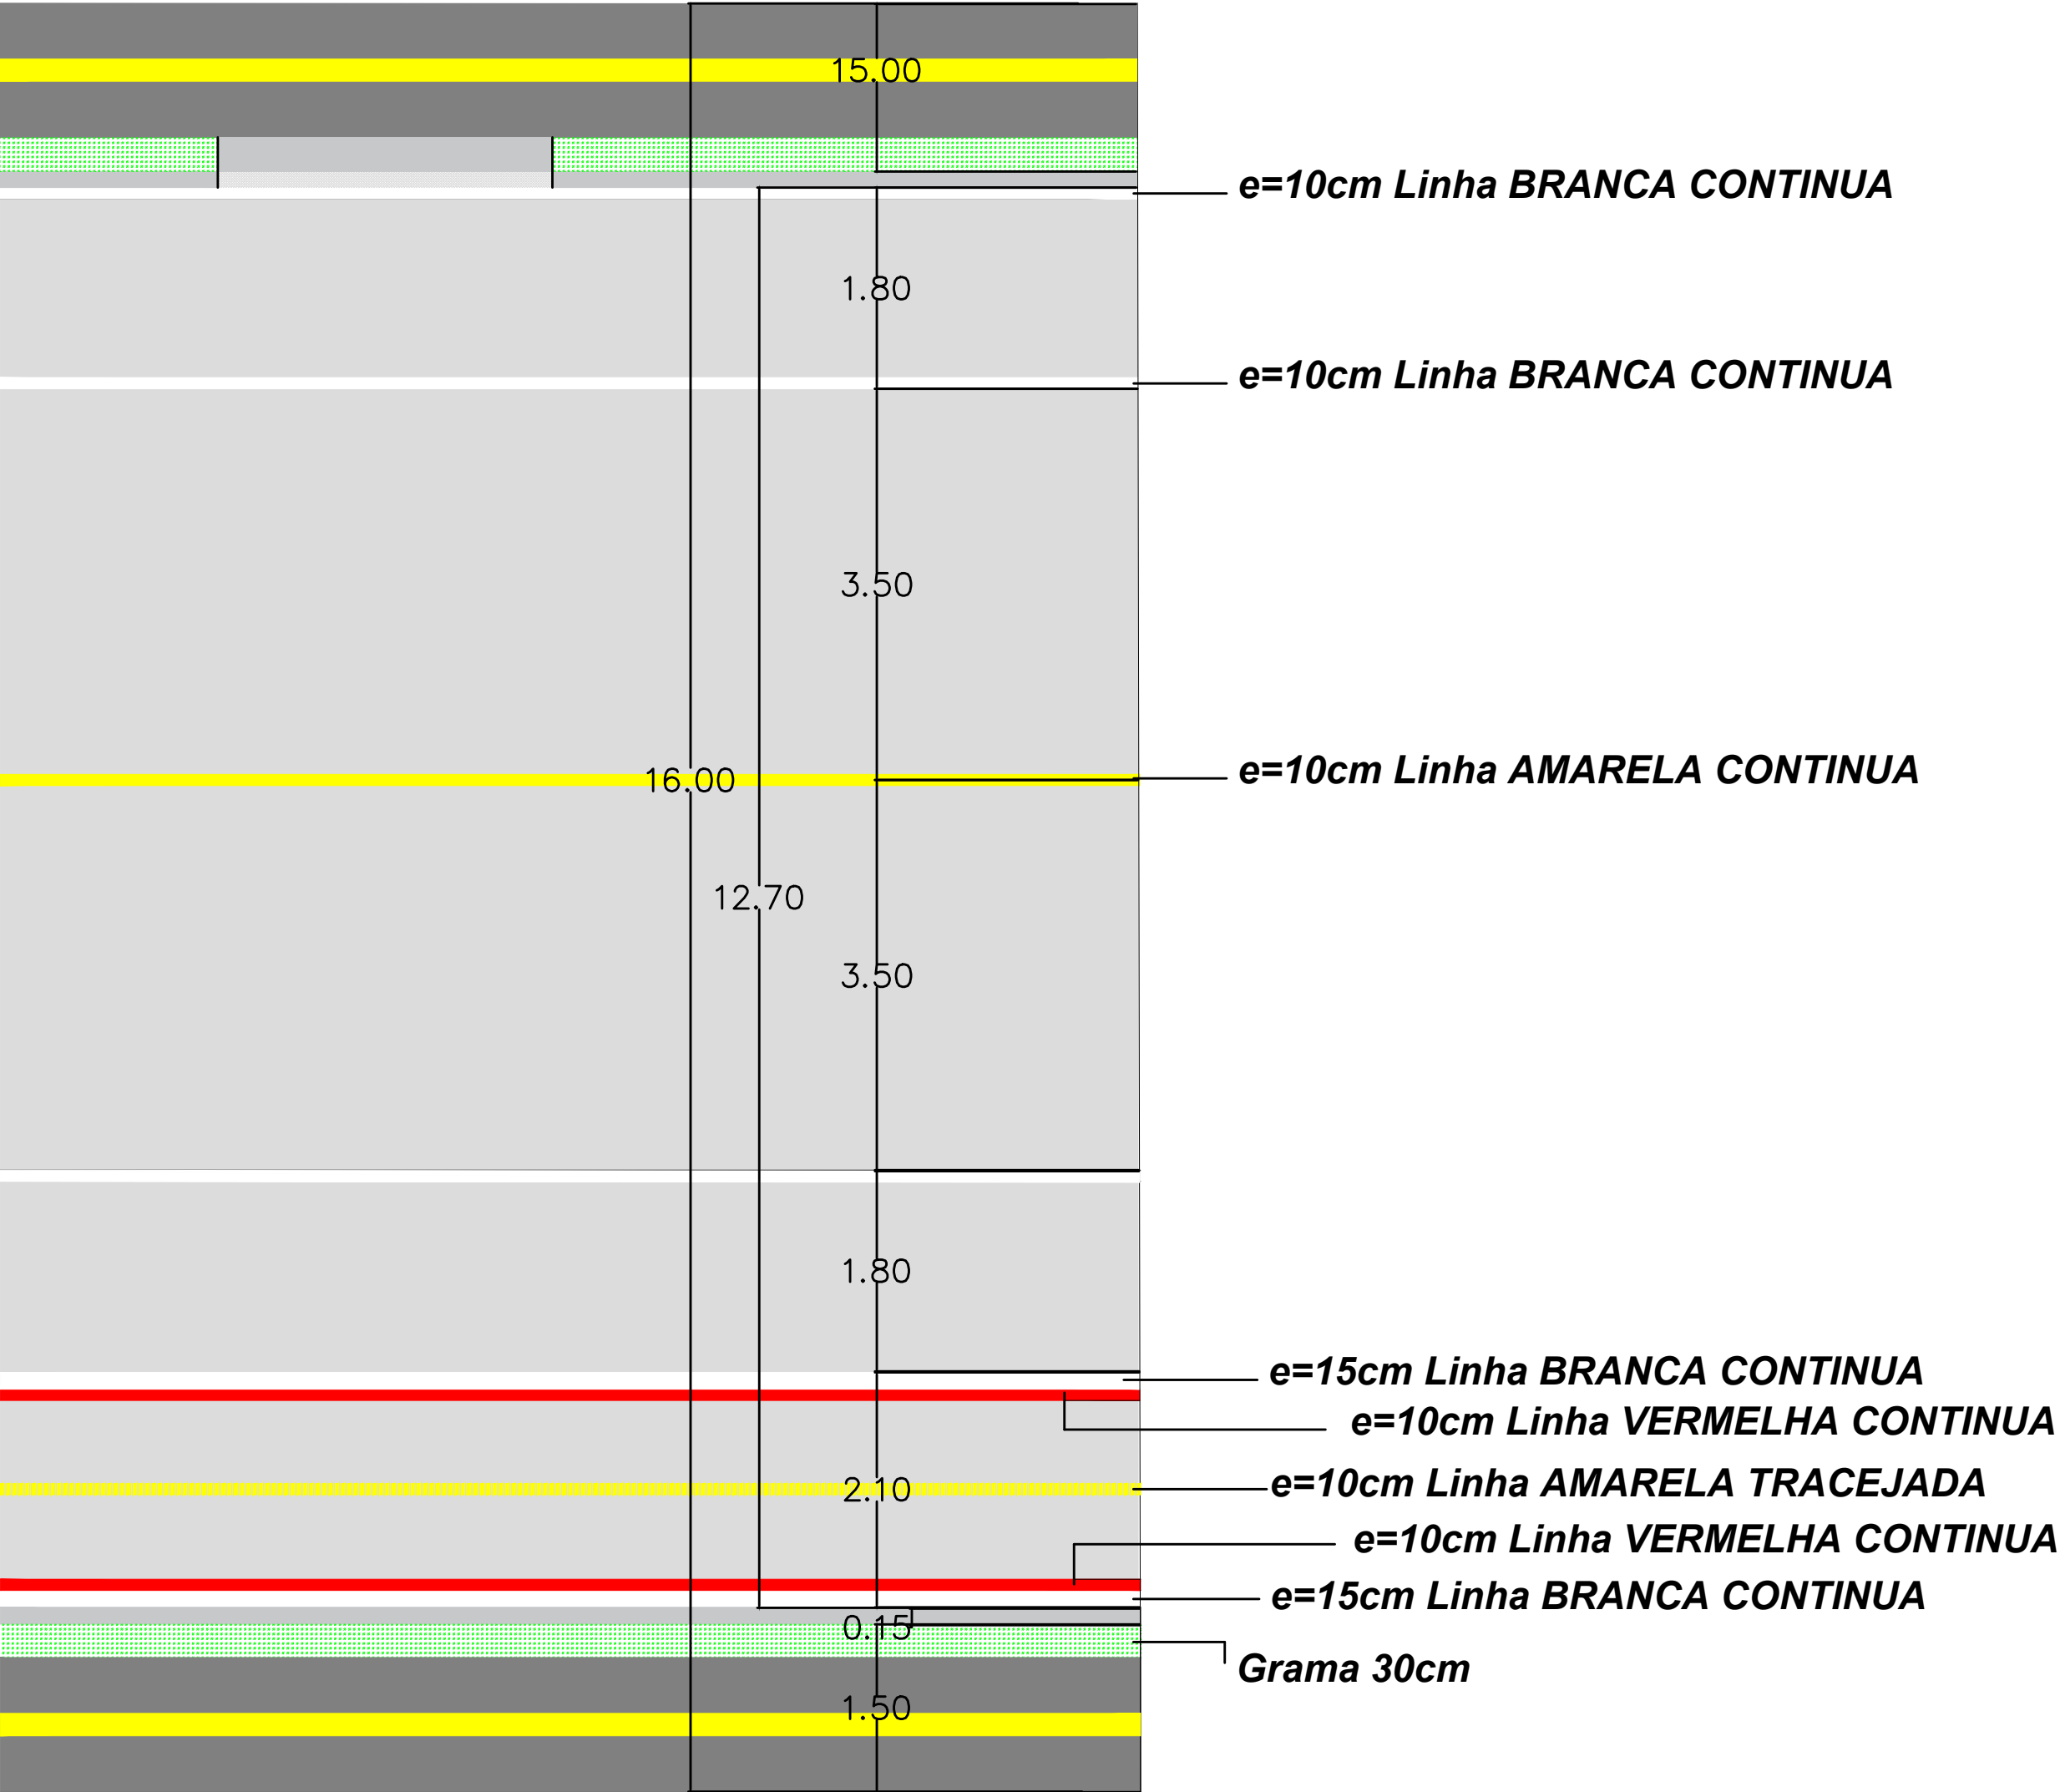 15.00
e=10cm Linha BRANCA CONTINUA
1.80
e=10cm Linha BRANCA CONTINUA
3.50
16.00
e=10cm Linha AMARELA CONTINUA
12.70
3.50
1.80
e=15cm Linha BRANCA CONTINUA
e=10cm Linha VERMELHA CONTINUA
2.10
e=10cm Linha AMARELA TRACEJADA
e=10cm Linha VERMELHA CONTINUA
e=15cm Linha BRANCA CONTINUA
0.15
Grama 30cm
1.50